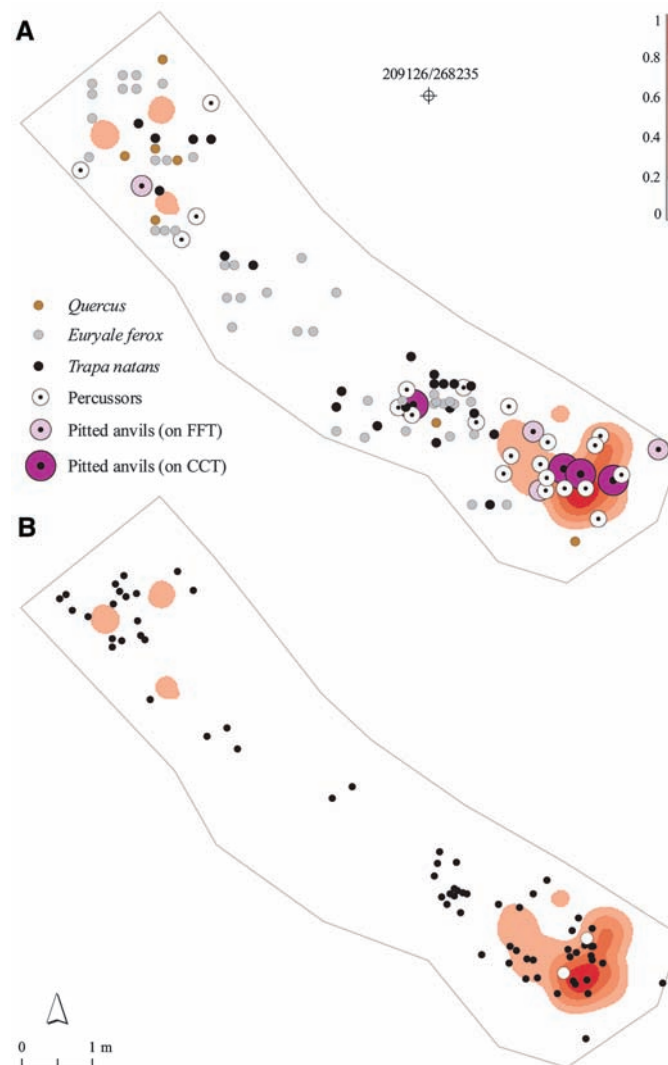 A
209126/268235
1
0.8
0.6
0.4
0.2
0
Quercus
Euryale ferox
Trapa natans
Percussors
Pitted anvils (on FFT)
Pitted anvils (on CCT)
B
0 1 m